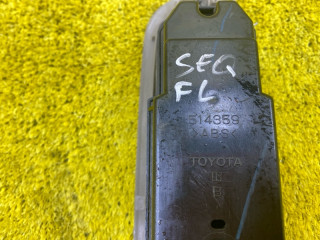 SEQ
FL
514859
ABS
TOYOTA